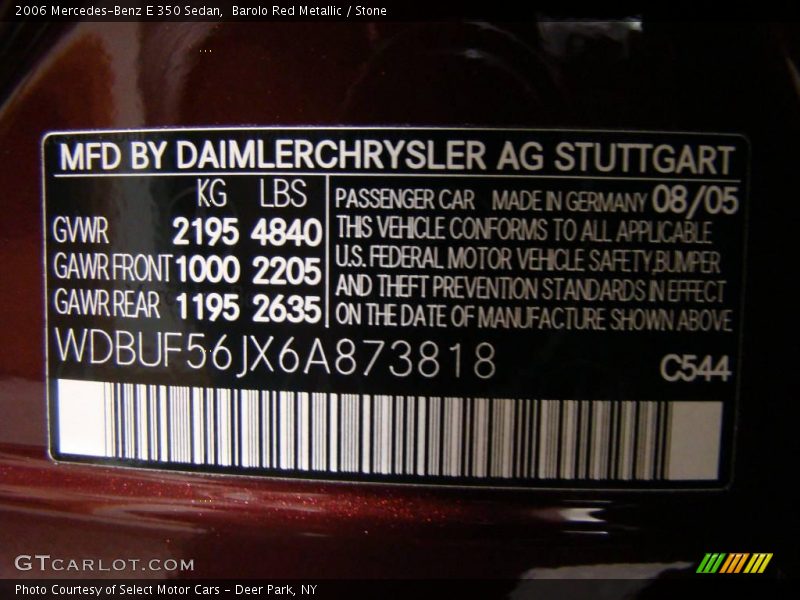 2006 Mercedes-Benz E 350 Sedan,  Barolo Red Metallic / Stone
MFD BY DAIMLERCHRYSLER AG STUTTGART
KG LBS
GVWR 2195 4840
GAWR FRONT 1000 2205
GAWR REAR 1195 2635
PASSENGER CAR MADE IN GERMANY 08/05
THIS VEHICLE CONFORMS TO ALL APPLICABLE
U.S. FEDERAL MOTOR VEHICLE SAFETY,BUMPER
AND THEFT PREVENTION STANDARDS IN EFFECT
ON THE DATE OF MANUFACTURE SHOWN ABOVE
WDBUF56JX6A873818
C544
GTCARLOT.COM
Photo Courtesy of Select Motor Cars - Deer Park, NY